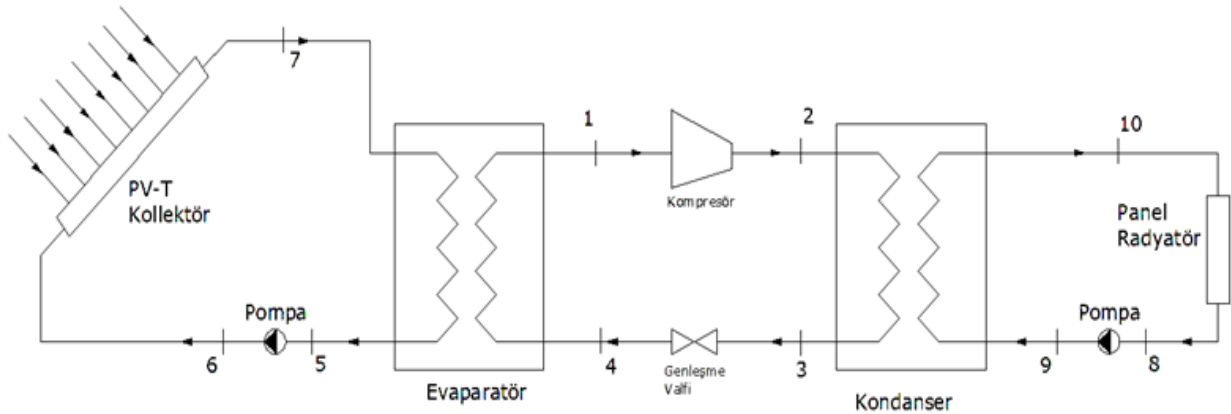 7
PV-T
Kollektör
1
2
10
Kompresör
Panel
Radyatör
Pompa
6
5
4
Genleşme
Valfi
3
Pompa
9
8
Evaparatör
Kondanser